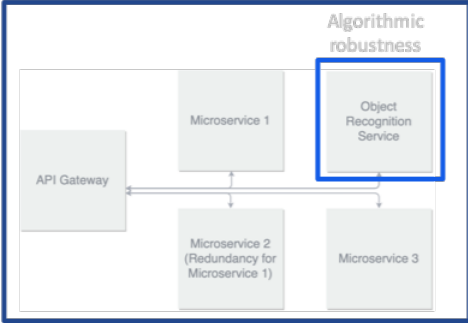 Algorithmic
robustness
Microservice 1
Object
Recognition
Service
API Gateway
Microservice 2
(Redundancy for
Microservice 1)
Microservice 3